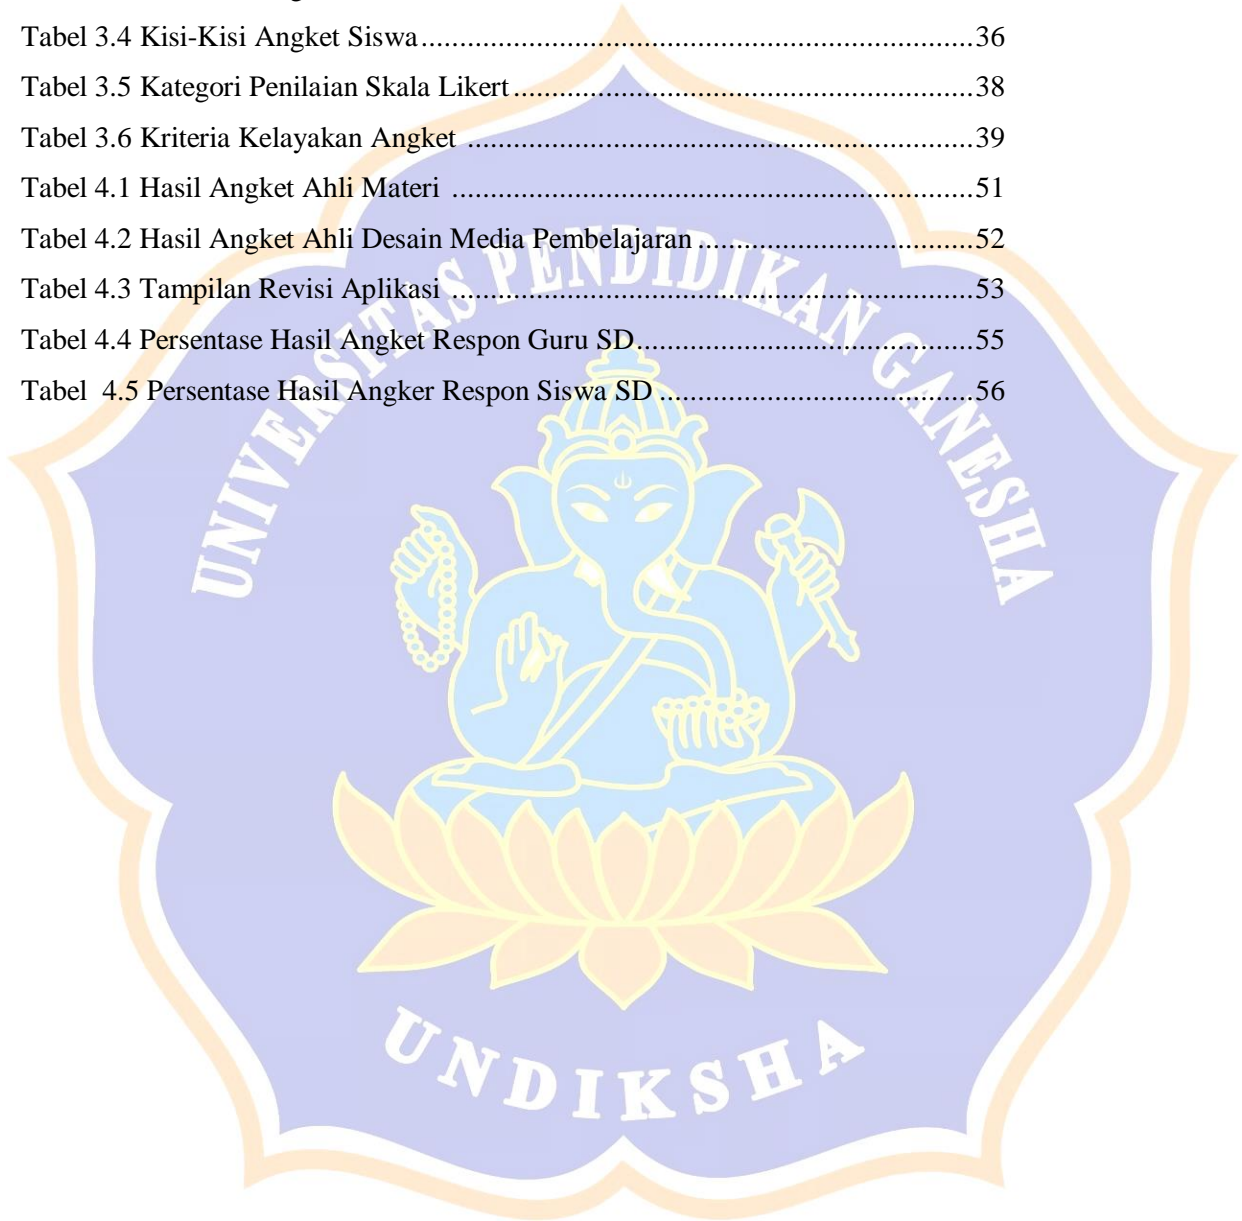 Tabel 3.4 Kisi-Kisi Angket Siswa........................................................................36
Tabel 3.5 Kategori Penilaian Skala Likert............................................................38
Tabel 3.6 Kriteria Kelayakan Angket ..................................................................39
Tabel 4.1 Hasil Angket Ahli Materi ....................................................................51
Tabel 4.2 Hasil Angket Ahli Desain Media Pembelajaran....................................52
Tabel 4.3 Tampilan Revisi Aplikasi ....................................................................53
Tabel 4.4 Persentase Hasil Angket Respon Guru SD............................................55
Tabel  4.5 Persentase Hasil Angker Respon Siswa SD .........................................56
UNIVERSITAS PENDIDIKAN GANESHA
UNDIKSHA